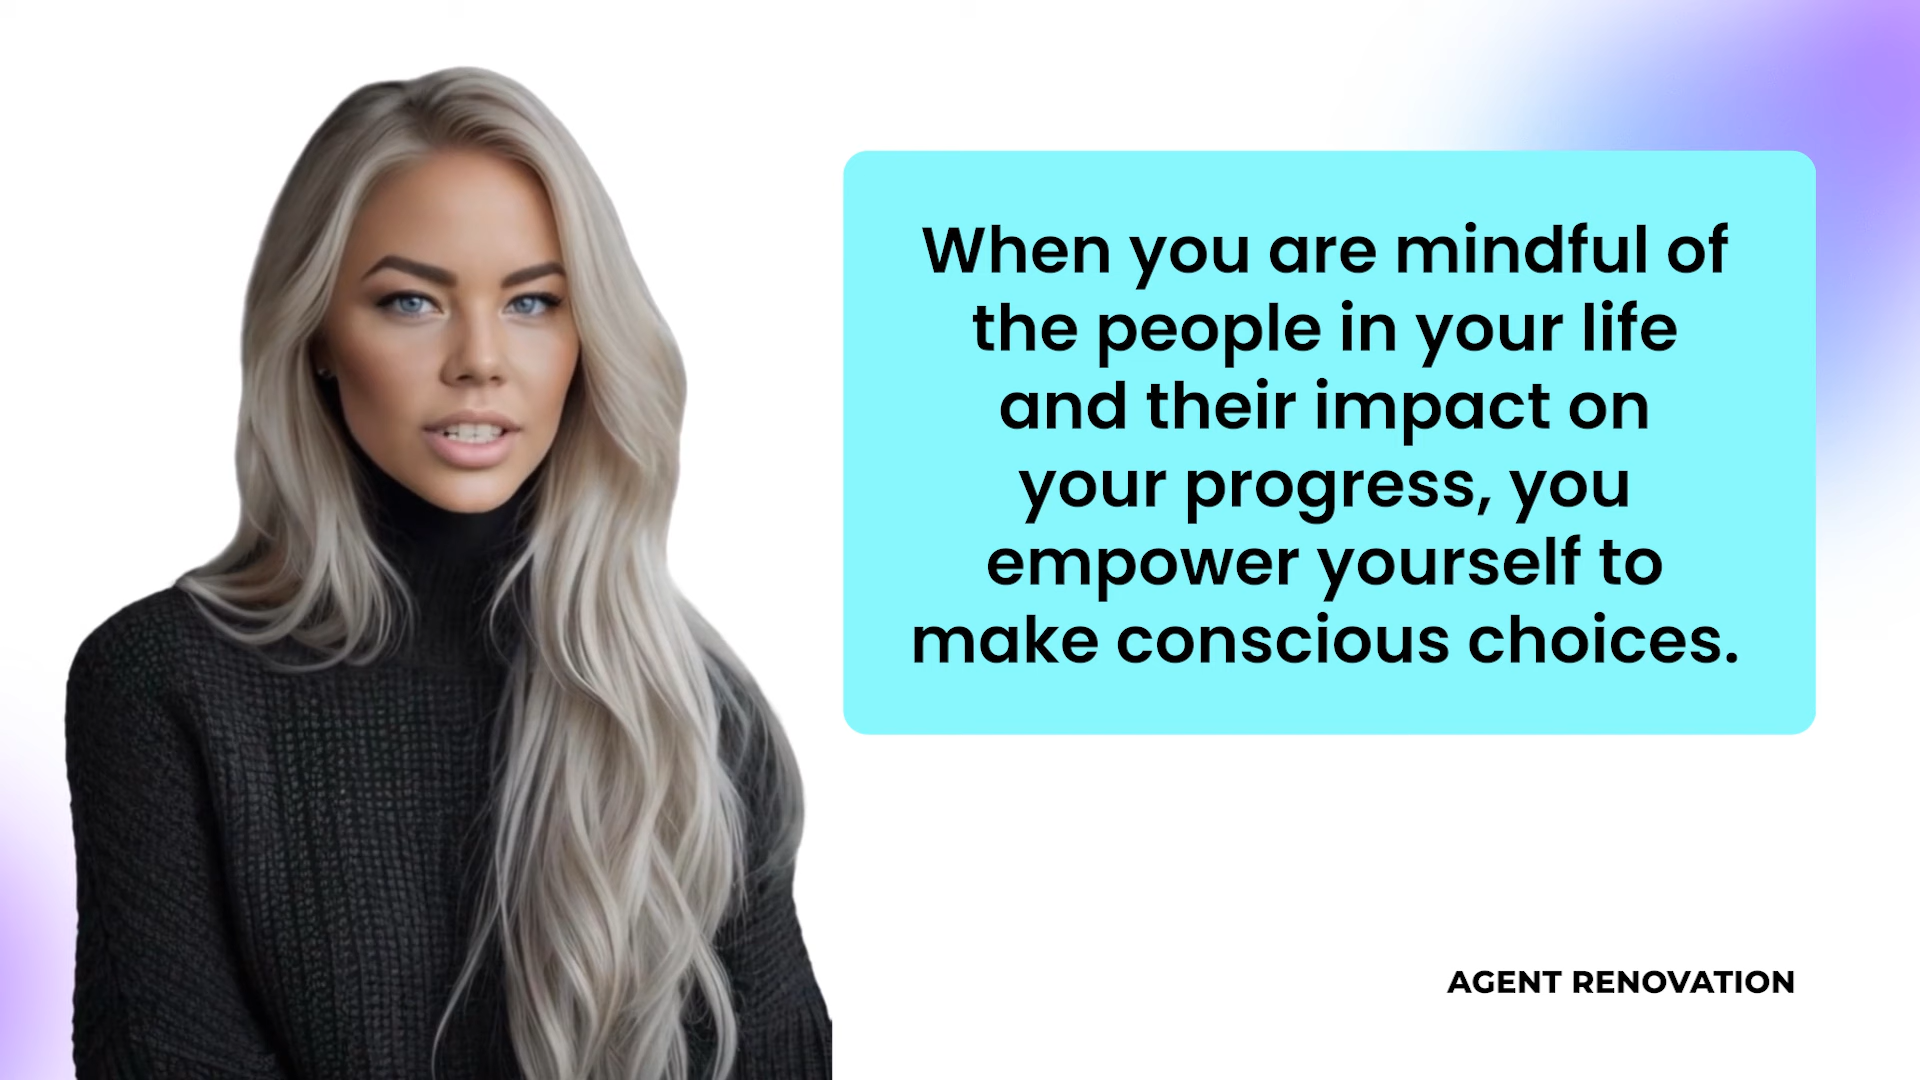 When you are mindful of
the people in your life
and their impact on
your progress, you
empower yourself to
make conscious choices.
AGENT RENOVATION